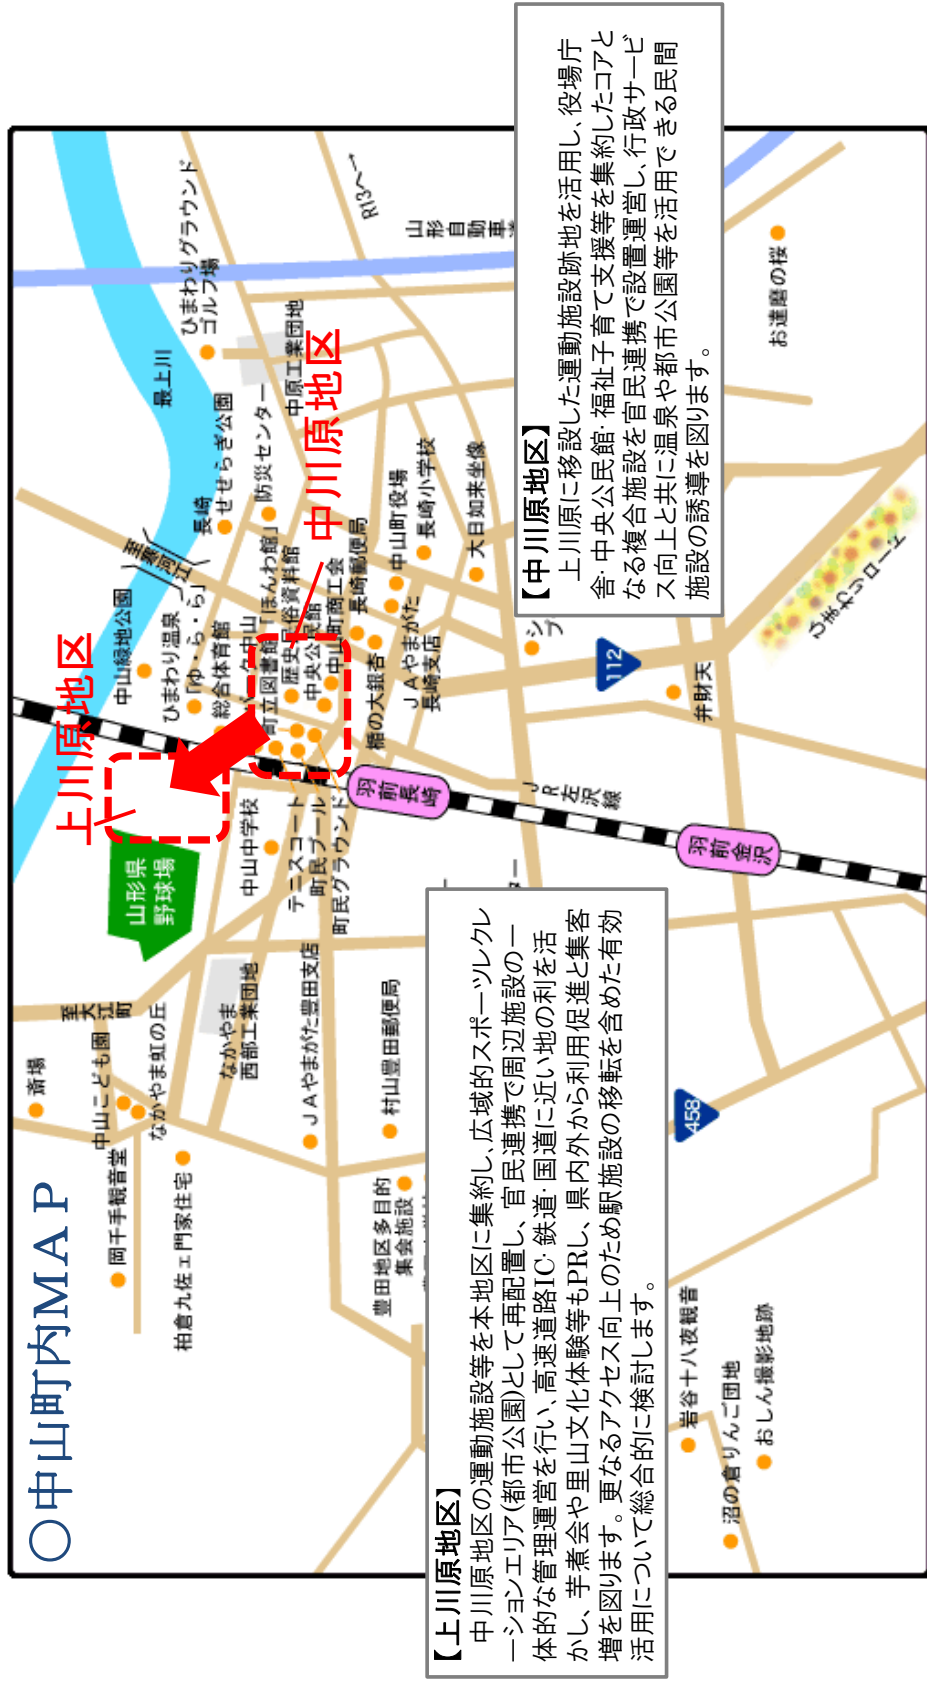 ○中山町内MAP
斎場
至大江町
中山こども園
なかやま虹の丘
岡千手観音堂
柏倉九左ェ門家住宅
なかやま
西部工業団地
JAやまがた豊田支店
村山豊田郵便局
豊田地区多目的
集会施設
山形県
野球場
上川原地区
中山緑地公園
ひまわり温泉
「ゆ・ら・ら」
総合体育館
至寒河江
最上川
長崎
せせらぎ公園
ひまわりグラウンド
ゴルフ場
防災センター
中原工業団地
R13へ→
山形自動車
町立図書館「ほんわ館」
歴史民俗資料館
中央公民館
中山町商工会
長崎郵便局
中川原地区
中山町役場
長崎小学校
大日如来坐像
楯の大銀杏
JAやまがた
長崎支店
中山中学校
テニスコート
町民プール
町民グラウンド
羽前長崎
JR左沢線
羽前金沢
112
458
弁財天
ひまわりロード
お達磨の桜
岩谷十八夜観音
沼の倉りんご団地
おしん撮影地跡
【上川原地区】
中川原地区の運動施設等を本地区に集約し、広域的スポーツレクレ
ーションエリア(都市公園)として再配置し、官民連携で周辺施設の一
体的な管理運営を行い、高速道路IC・鉄道・国道に近い地の利を活
かし、芋煮会や里山文化体験等もPRし、県内外から利用促進と集客
増を図ります。更なるアクセス向上のため駅施設の移転を含めた有効
活用について総合的に検討します。
【中川原地区】
上川原に移設した運動施設跡地を活用し、役場庁
舎・中央公民館・福祉子育て支援等を集約したコアと
なる複合施設を官民連携で設置運営し、行政サービ
ス向上と共に温泉や都市公園等を活用できる民間
施設の誘導を図ります。